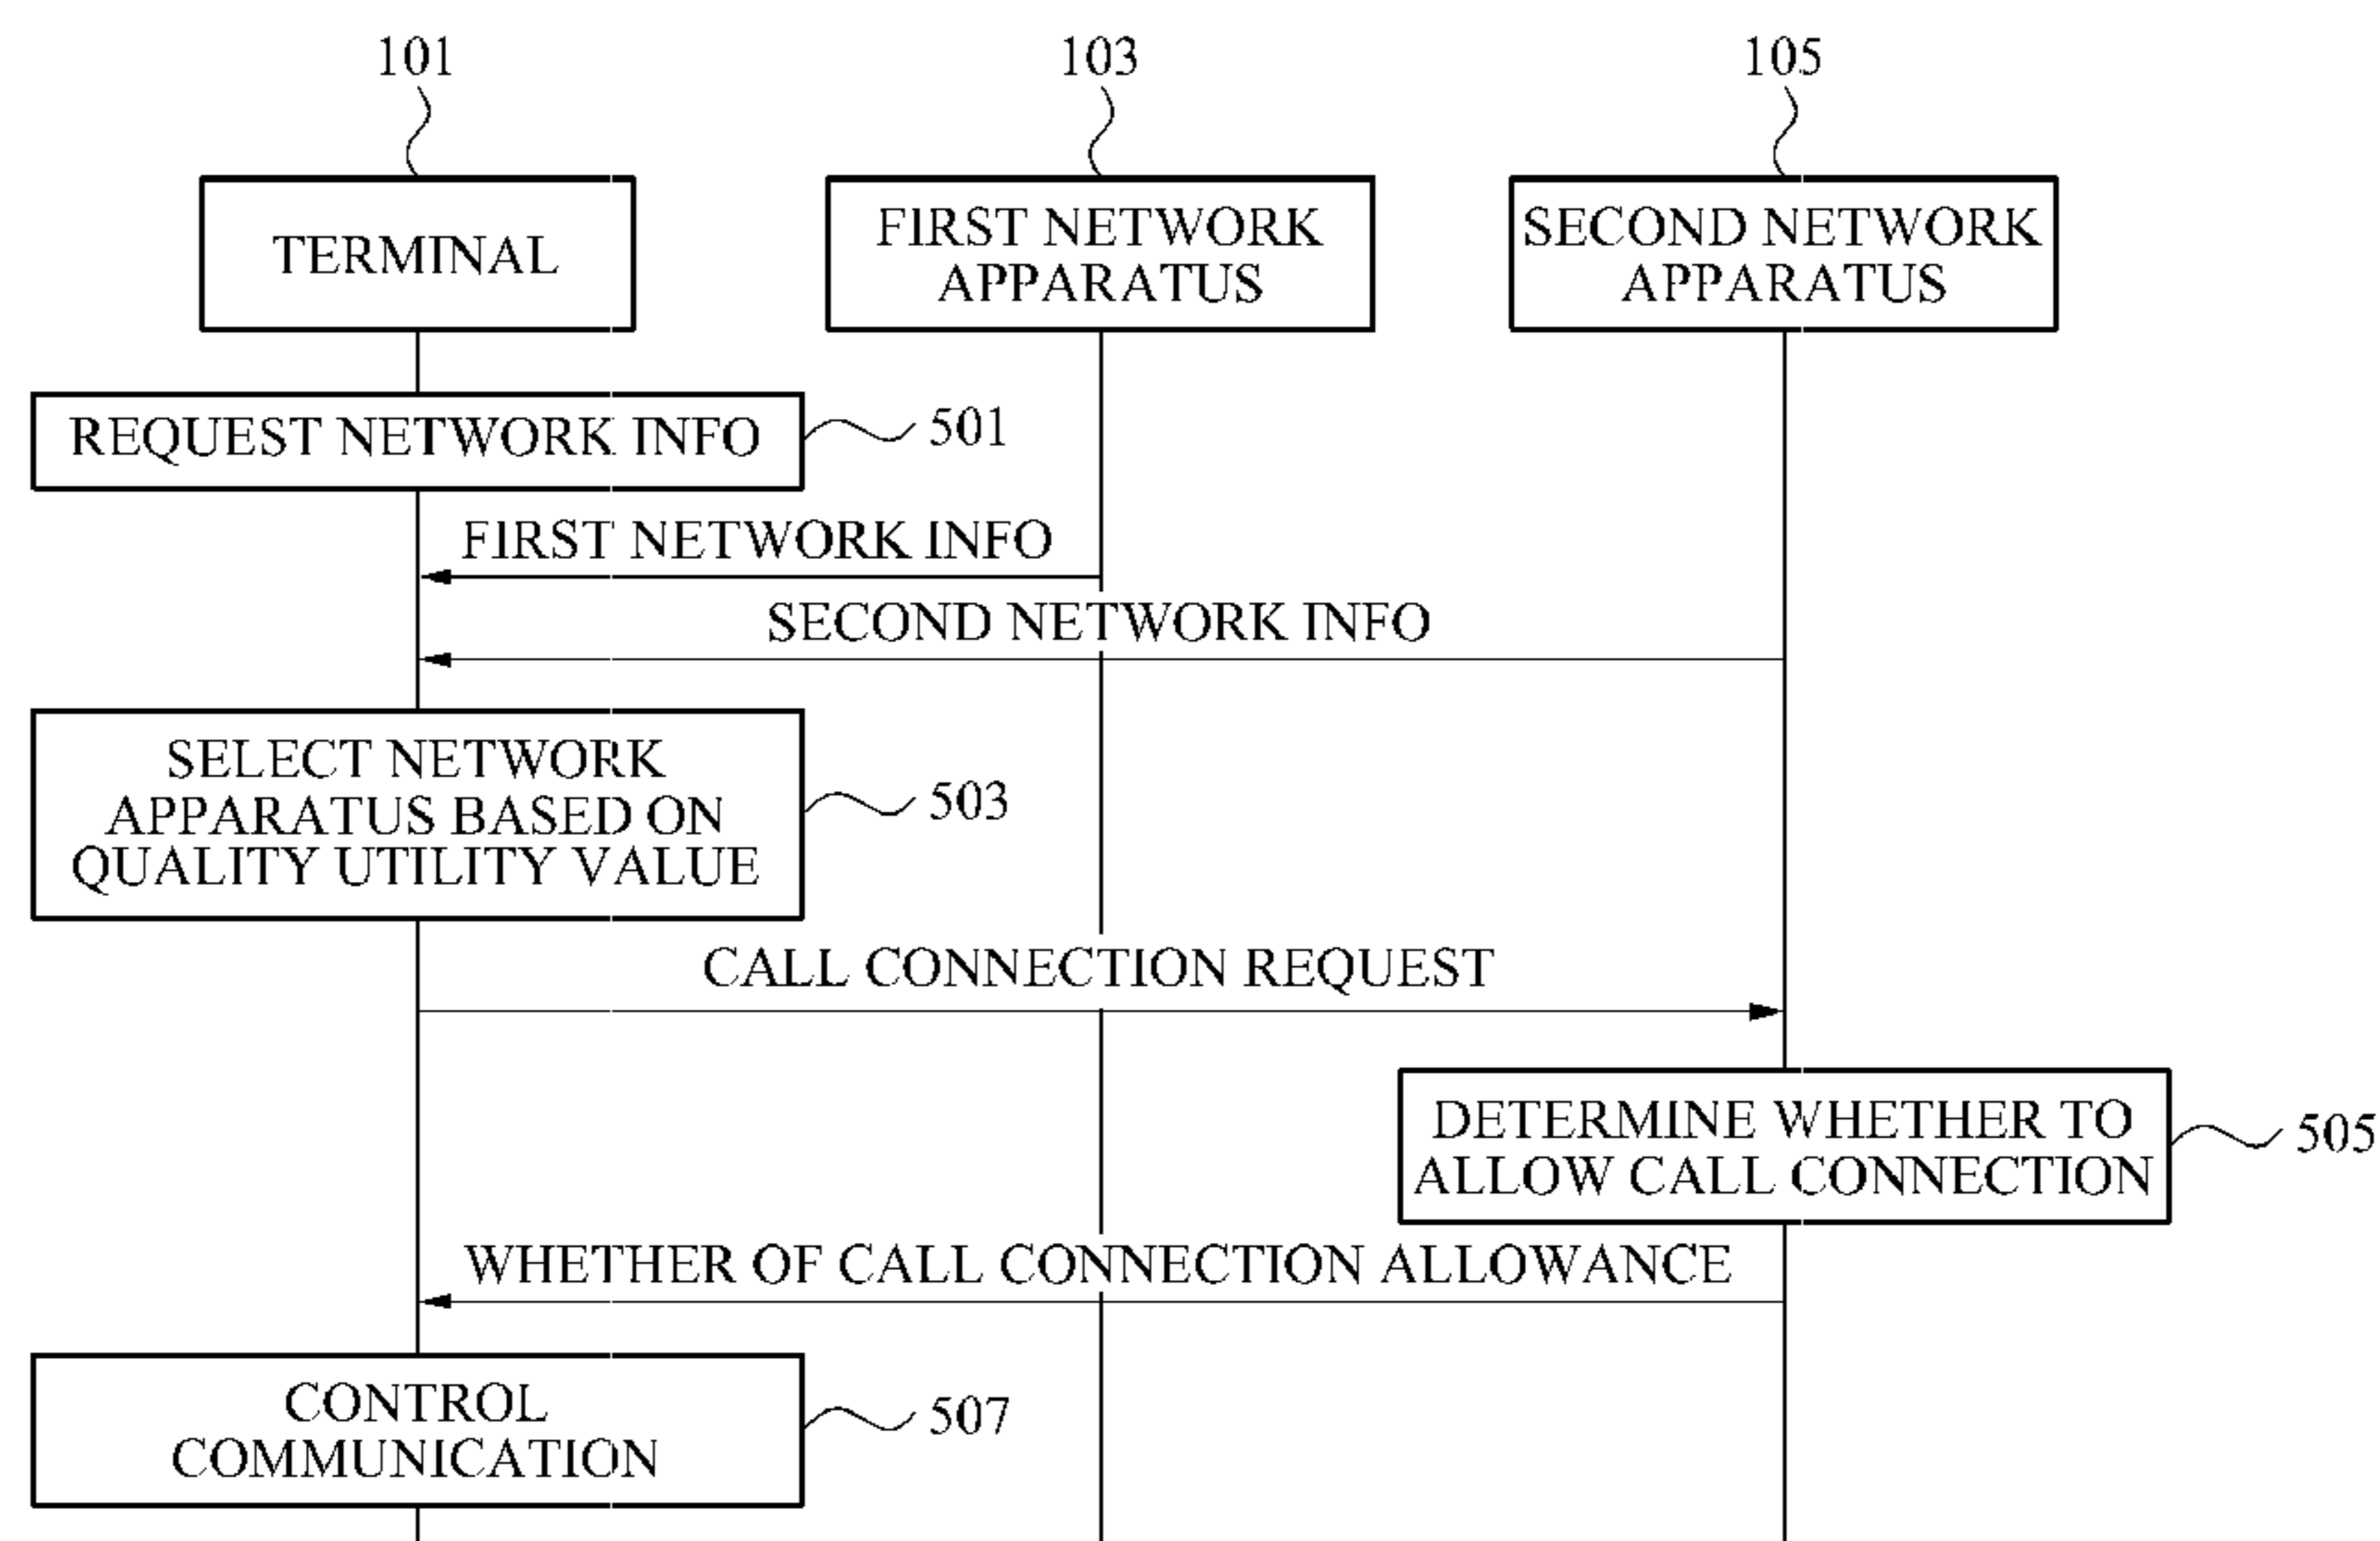 101
103
105
TERMINAL
FIRST NETWORK
APPARATUS
SECOND NETWORK
APPARATUS
REQUEST NETWORK INFO
501
FIRST NETWORK INFO
SECOND NETWORK INFO
SELECT NETWORK
APPARATUS BASED ON
QUALITY UTILITY VALUE
503
CALL CONNECTION REQUEST
DETERMINE WHETHER TO
ALLOW CALL CONNECTION
505
WHETHER OF CALL CONNECTION ALLOWANCE
CONTROL
COMMUNICATION
507